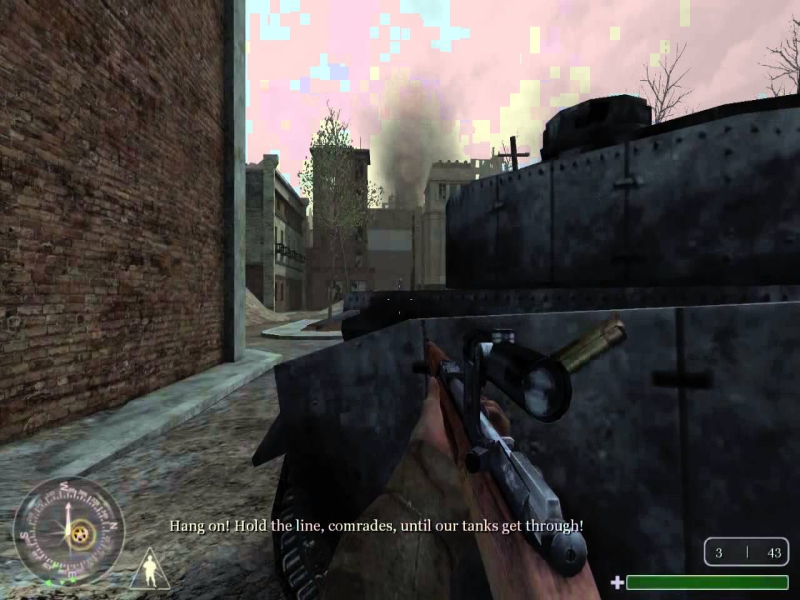 Hang on! Hold the line, comrades, until our tanks get through!
W
N
S
3 | 43